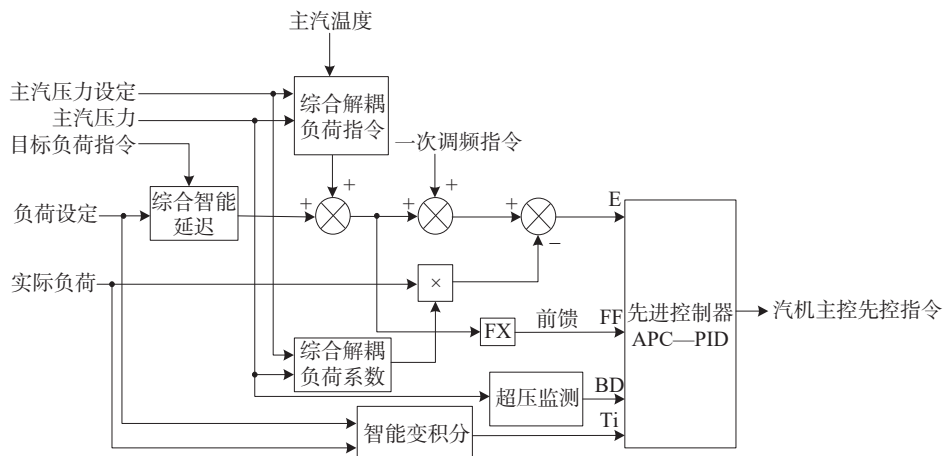 主汽温度
主汽压力设定
主汽压力
目标负荷指令
综合解耦
负荷指令
一次调频指令
负荷设定
综合智能
延迟
+
+
+
+
+
−
E
实际负荷
×
FX
前馈
FF
先进控制器
APC—PID
汽机主控先控指令
综合解耦
负荷系数
超压监测
BD
智能变积分
Ti